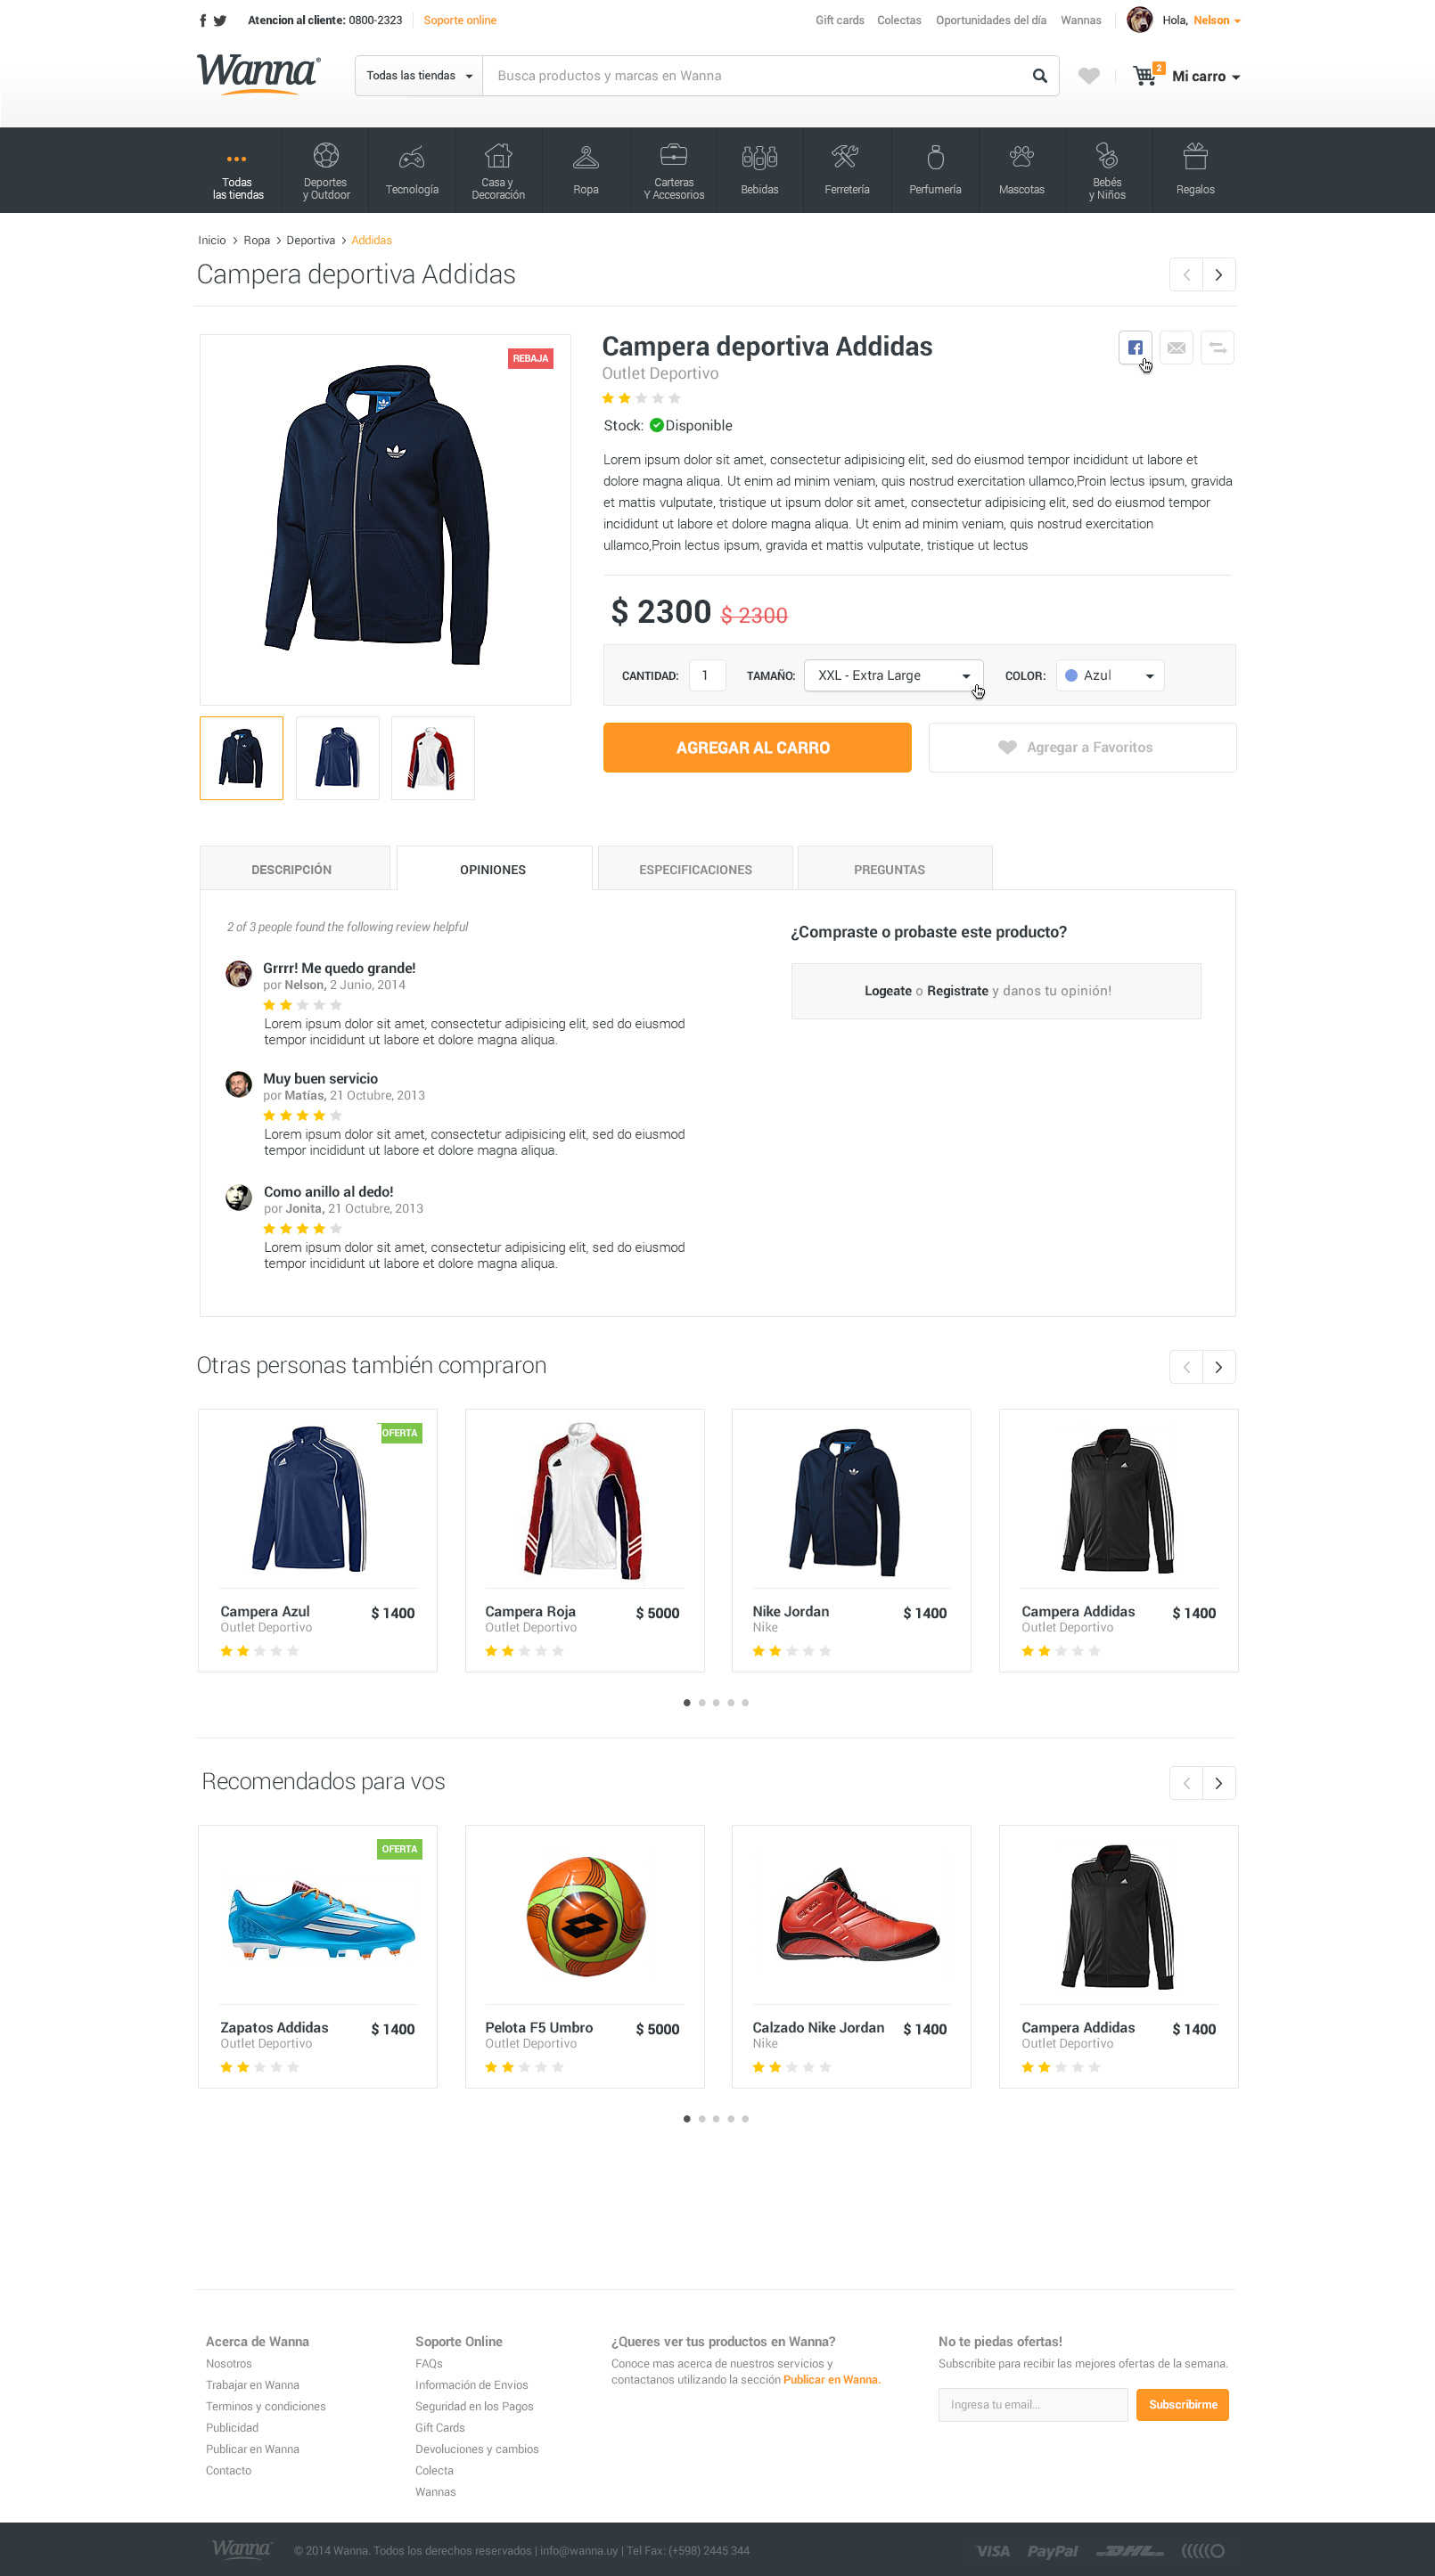 Atencion al cliente: 0800-2323 Soporte online Gift cards Colectas Oportunidades del día Wannas Hola, Nelson
Wanna®
Todas las tiendas Busca productos y marcas en Wanna 2 Mi carro
Todas las tiendas
Deportes y Outdoor
Tecnología
Casa y Decoración
Ropa
Carteras Y Accesorios
Bebidas
Ferretería
Perfumería
Mascotas
Bebés y Niños
Regalos
Inicio > Ropa > Deportiva > Addidas
Campera deportiva Addidas
REBAJA
Campera deportiva Addidas
Outlet Deportivo
Stock: Disponible
Lorem ipsum dolor sit amet, consectetur adipisicing elit, sed do eiusmod tempor incididunt ut labore et
dolore magna aliqua. Ut enim ad minim veniam, quis nostrud exercitation ullamco,Proin lectus ipsum, gravida
et mattis vulputate, tristique ut ipsum dolor sit amet, consectetur adipisicing elit, sed do eiusmod tempor
incididunt ut labore et dolore magna aliqua. Ut enim ad minim veniam, quis nostrud exercitation
ullamco,Proin lectus ipsum, gravida et mattis vulputate, tristique ut lectus
$ 2300 $ 2300
CANTIDAD: 1 TAMAÑO: XXL - Extra Large COLOR: Azul
AGREGAR AL CARRO Agregar a Favoritos
DESCRIPCIÓN OPINIONES ESPECIFICACIONES PREGUNTAS
2 of 3 people found the following review helpful
Grrrr! Me quedo grande!
por Nelson, 2 Junio, 2014
Lorem ipsum dolor sit amet, consectetur adipisicing elit, sed do eiusmod
tempor incididunt ut labore et dolore magna aliqua.
Muy buen servicio
por Matías, 21 Octubre, 2013
Lorem ipsum dolor sit amet, consectetur adipisicing elit, sed do eiusmod
tempor incididunt ut labore et dolore magna aliqua.
Como anillo al dedo!
por Jonita, 21 Octubre, 2013
Lorem ipsum dolor sit amet, consectetur adipisicing elit, sed do eiusmod
tempor incididunt ut labore et dolore magna aliqua.
¿Compraste o probaste este producto?
Logeate o Registrate y danos tu opinión!
Otras personas también compraron
OFERTA
Campera Azul $ 1400
Outlet Deportivo
Campera Roja $ 5000
Outlet Deportivo
Nike Jordan $ 1400
Nike
Campera Addidas $ 1400
Outlet Deportivo
Recomendados para vos
OFERTA
Zapatos Addidas $ 1400
Outlet Deportivo
Pelota F5 Umbro $ 5000
Outlet Deportivo
Calzado Nike Jordan $ 1400
Nike
Campera Addidas $ 1400
Outlet Deportivo
Acerca de Wanna
Nosotros
Trabajar en Wanna
Terminos y condiciones
Publicidad
Publicar en Wanna
Contacto
Soporte Online
FAQs
Información de Envios
Seguridad en los Pagos
Gift Cards
Devoluciones y cambios
Colecta
Wannas
¿Queres ver tus productos en Wanna?
Conoce mas acerca de nuestros servicios y
contactanos utilizando la sección Publicar en Wanna.
No te piedas ofertas!
Subscribite para recibir las mejores ofertas de la semana.
Ingresa tu email... Subscribirme
Wanna © 2014 Wanna. Todos los derechos reservados | info@wanna.uy | Tel Fax: (+598) 2445 344 VISA PayPal DHL